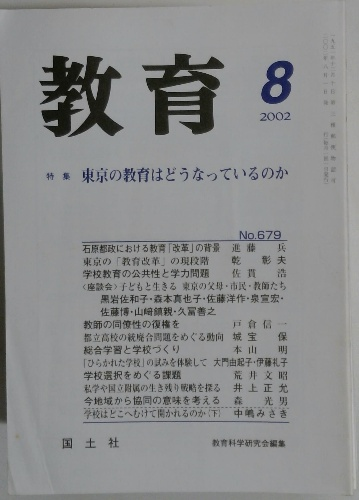 教育
8
2002
特集 東京の教育はどうなっているのか
No.679
石原都政における教育「改革」の背景 進藤兵
東京の「教育改革」の現段階 乾彰夫
学校教育の公共性と学力問題 佐貫浩
〈座談会〉子どもと生きる 東京の父母・市民・教師たち
黒岩佐和子・森本真也子・佐藤洋作・泉宣宏・
佐藤博・山﨑鎮親・久冨善之
教師の同僚性の復権を 戸倉信一
都立高校の統廃合問題をめぐる動向 城宝保
総合学習と学校づくり 本山明
「ひらかれた学校」の試みを体験して 大門由起子・伊藤礼子
学校選択をめぐる課題 荒井文昭
私学や国立附属の生き残り戦略を探る 井上正允
今地域から協同の意味を考える 森光男
学校はどこへむけて開かれるのか〈下〉 中嶋みさき
国土社
教育科学研究会編集